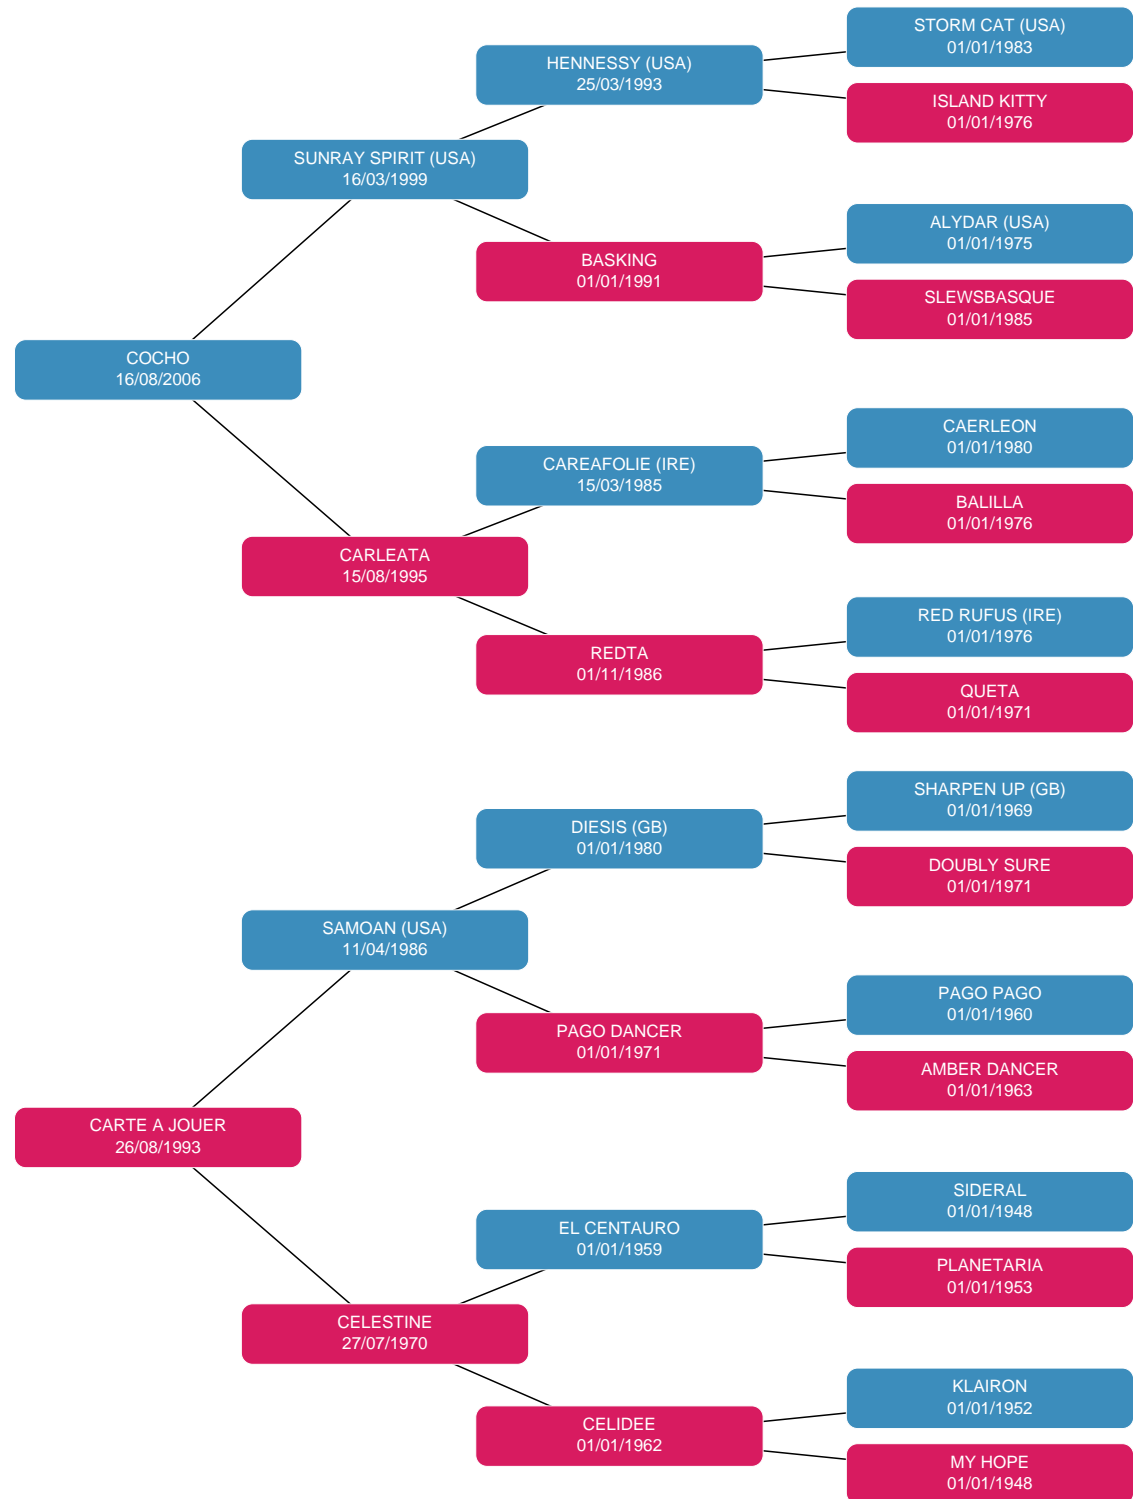 STORM CAT (USA)
01/01/1983
HENNESSY (USA)
25/03/1993
ISLAND KITTY
01/01/1976
SUNRAY SPIRIT (USA)
16/03/1999
ALYDAR (USA)
01/01/1975
BASKING
01/01/1991
SLEWSBASQUE
01/01/1985
COCHO
16/08/2006
CAERLEON
01/01/1980
CAREAFOLIE (IRE)
15/03/1985
BALILLA
01/01/1976
CARLEATA
15/08/1995
RED RUFUS (IRE)
01/01/1976
REDTA
01/11/1986
QUETA
01/01/1971
SHARPEN UP (GB)
01/01/1969
DIESIS (GB)
01/01/1980
DOUBLY SURE
01/01/1971
SAMOAN (USA)
11/04/1986
PAGO PAGO
01/01/1960
PAGO DANCER
01/01/1971
AMBER DANCER
01/01/1963
CARTE A JOUER
26/08/1993
SIDERAL
01/01/1948
EL CENTAURO
01/01/1959
PLANETARIA
01/01/1953
CELESTINE
27/07/1970
KLAIRON
01/01/1952
CELIDEE
01/01/1962
MY HOPE
01/01/1948